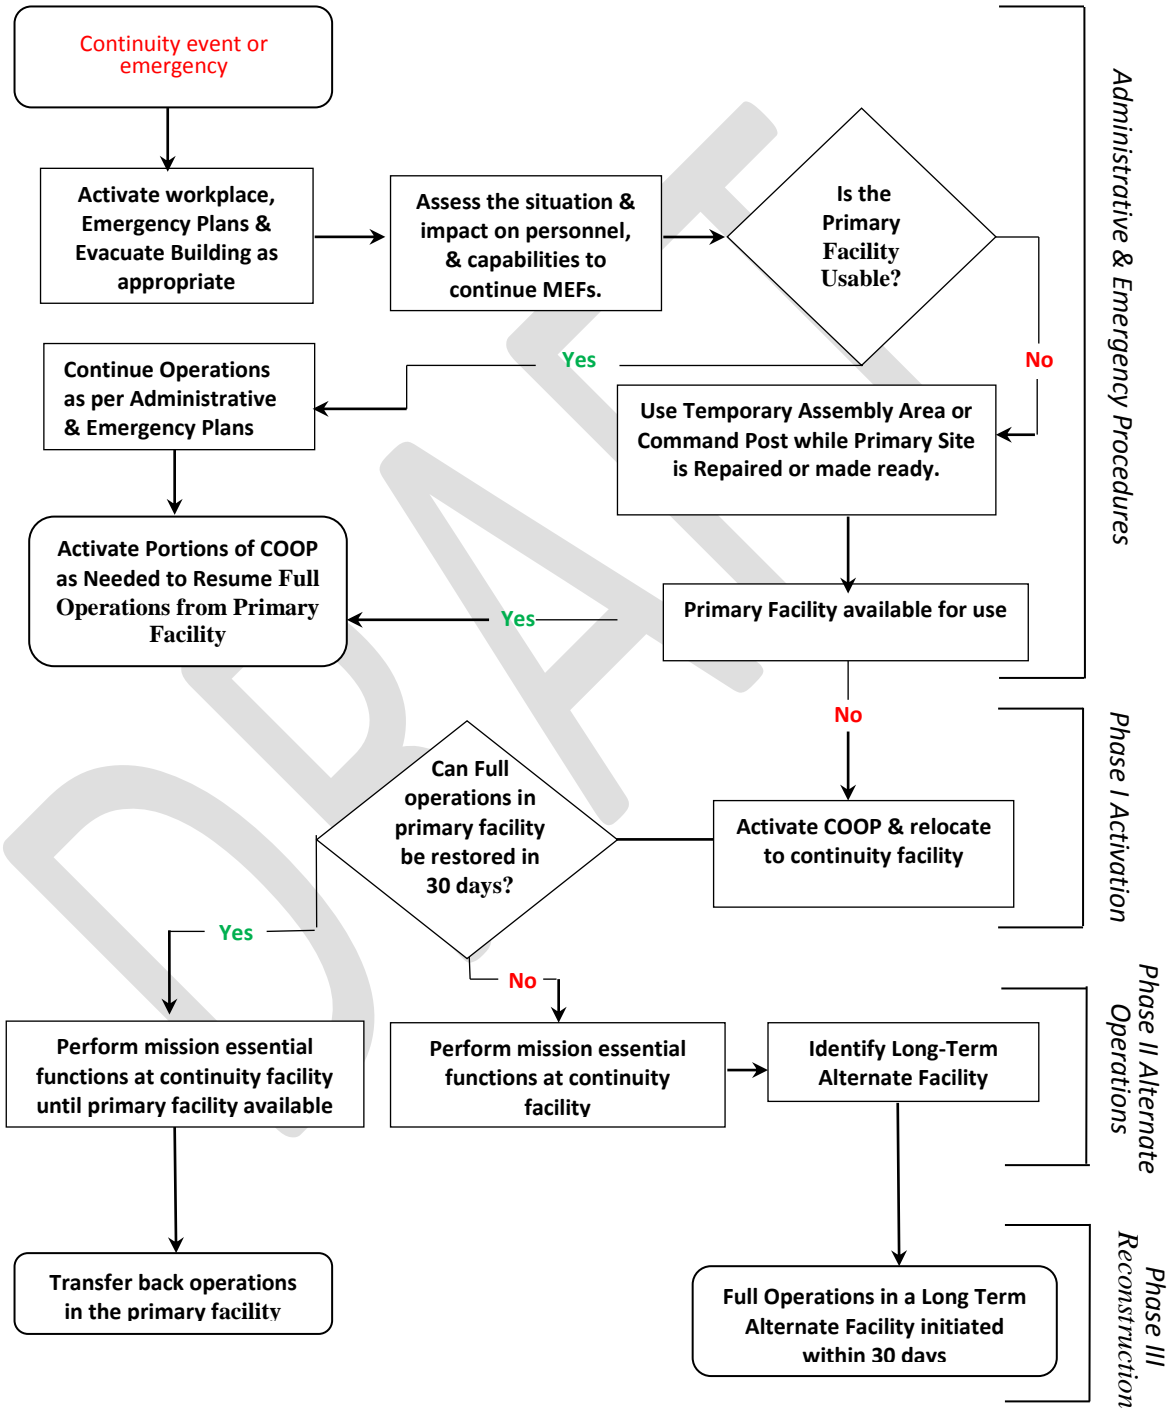 Continuity event or
emergency
Activate workplace,
Emergency Plans &
Evacuate Building as
appropriate
Assess the situation &
impact on personnel,
& capabilities to
continue MEFs.
Is the
Primary
Facility
Usable?
Yes
No
Continue Operations
as per Administrative
& Emergency Plans
Use Temporary Assembly Area or
Command Post while Primary Site
is Repaired or made ready.
Activate Portions of COOP
as Needed to Resume Full
Operations from Primary
Facility
Yes
Primary Facility available for use
No
Administrative & Emergency Procedures
Can Full
operations in
primary facility
be restored in
30 days?
Activate COOP & relocate
to continuity facility
Phase I Activation
Yes
No
Perform mission essential
functions at continuity facility
until primary facility available
Perform mission essential
functions at continuity
facility
Identify Long-Term
Alternate Facility
Phase II Alternate
Operations
Transfer back operations
in the primary facility
Full Operations in a Long Term
Alternate Facility initiated
within 30 days
Phase III
Reconstruction
DRAFT